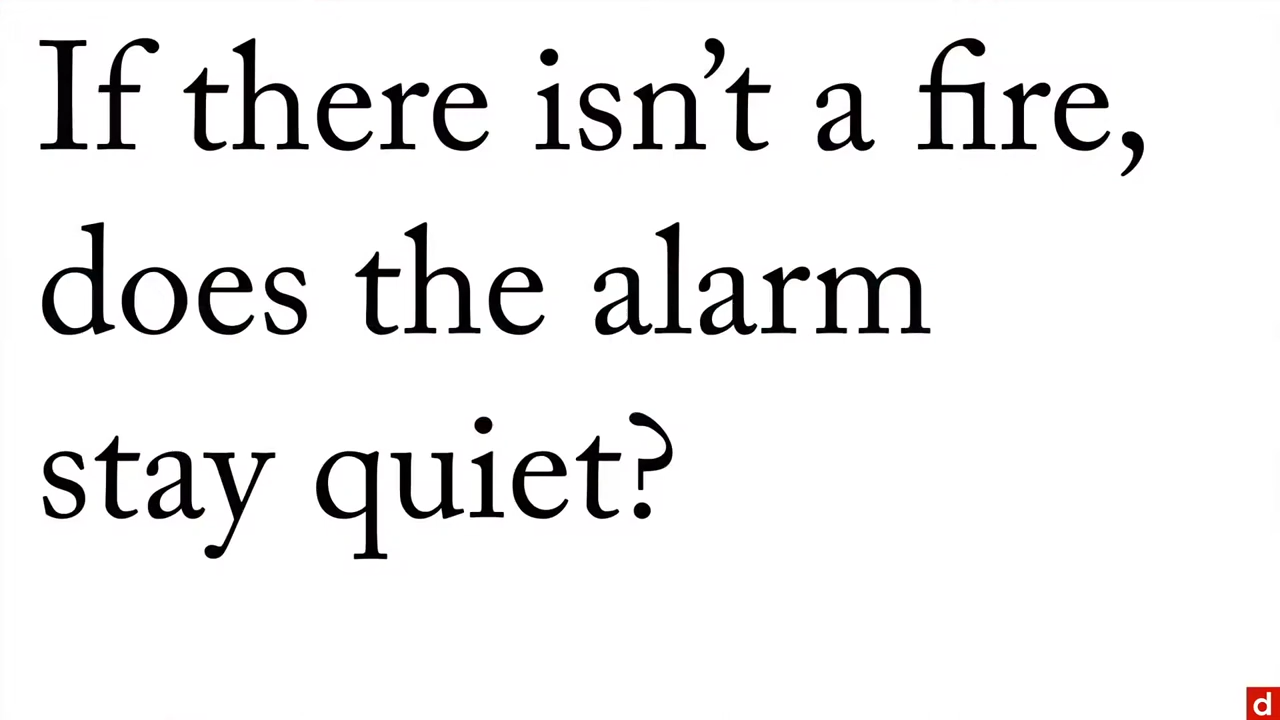 If there isn’t a fire,
does the alarm
stay quiet?
d